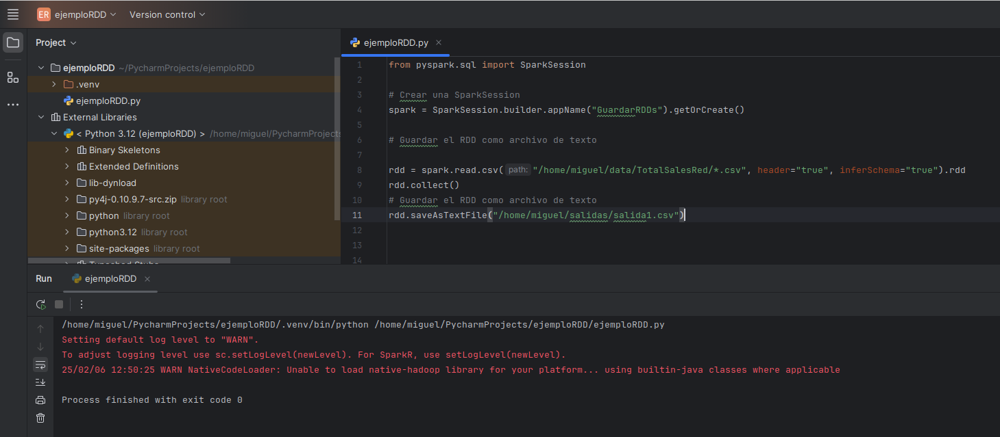 ER ejemploRDD Version control
Project
ejemploRDD ~/PycharmProjects/ejemploRDD
.venv
ejemploRDD.py
External Libraries
< Python 3.12 (ejemploRDD) > /home/miguel/PycharmProjects
Binary Skeletons
Extended Definitions
lib-dynload
py4j-0.10.9.7-src.zip library root
python library root
python3.12 library root
site-packages library root
Typeshed Stubs
ejemploRDD.py
1 from pyspark.sql import SparkSession
2
3 # Crear una SparkSession
4 spark = SparkSession.builder.appName("GuardarRDDs").getOrCreate()
5
6 # Guardar el RDD como archivo de texto
7
8 rdd = spark.read.csv( path: "/home/miguel/data/TotalSalesRed/*.csv", header="true", inferSchema="true").rdd
9 rdd.collect()
10 # Guardar el RDD como archivo de texto
11 rdd.saveAsTextFile("/home/miguel/salidas/salida1.csv")
12
13
14
Run ejemploRDD
/home/miguel/PycharmProjects/ejemploRDD/.venv/bin/python /home/miguel/PycharmProjects/ejemploRDD/ejemploRDD.py
Setting default log level to "WARN".
To adjust logging level use sc.setLogLevel(newLevel). For SparkR, use setLogLevel(newLevel).
25/02/06 12:50:25 WARN NativeCodeLoader: Unable to load native-hadoop library for your platform... using builtin-java classes where applicable
Process finished with exit code 0